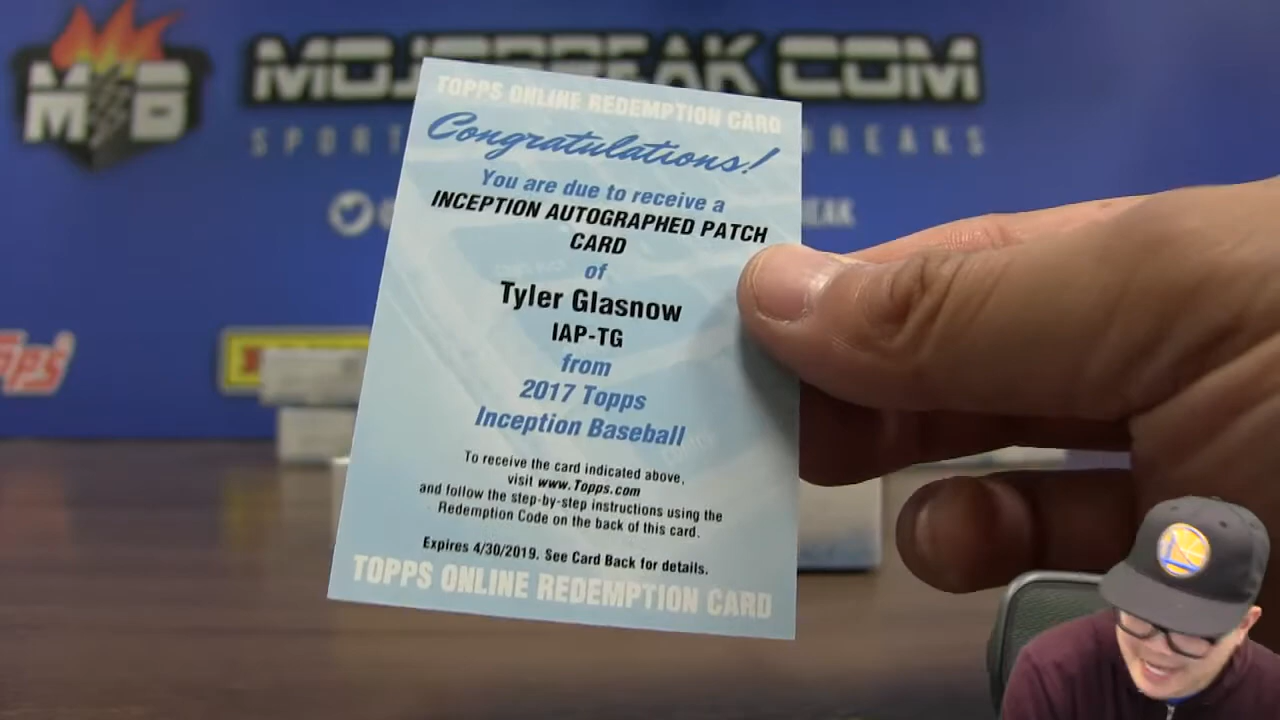 MOJOBREAK.COM
MB
TOPPS ONLINE REDEMPTION CARD
Congratulations!
You are due to receive a
INCEPTION AUTOGRAPHED PATCH
CARD
of
Tyler Glasnow
IAP-TG
from
2017 Topps
Inception Baseball
To receive the card indicated above,
visit www.Topps.com
and follow the step-by-step instructions using the
Redemption Code on the back of this card.
Expires 4/30/2019. See Card Back for details.
TOPPS ONLINE REDEMPTION CARD